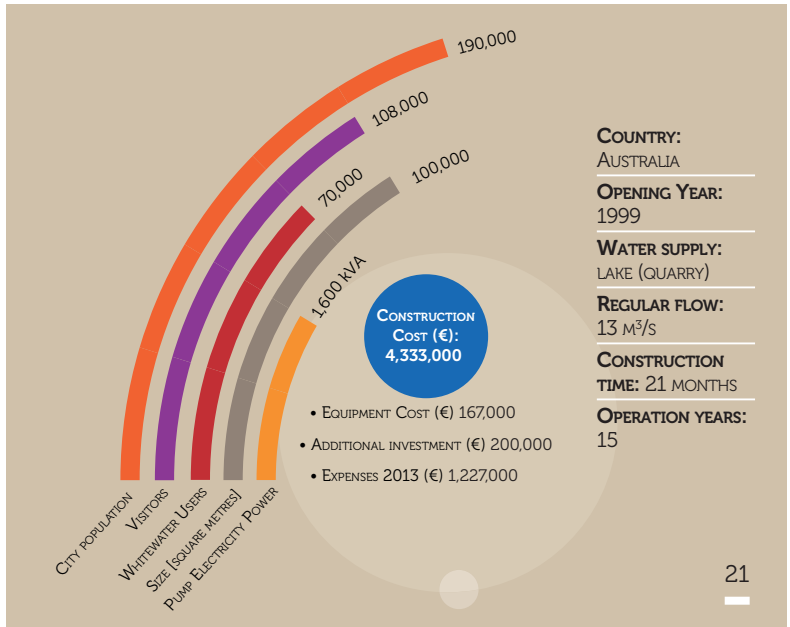 190,000
108,000
100,000
70,000
1,600 kVA
City population
Visitors
Whitewater Users
Size [square metres]
Pump Electricity Power
Construction
Cost (€):
4,333,000
• Equipment Cost (€) 167,000
• Additional investment (€) 200,000
• Expenses 2013 (€) 1,227,000
Country:
Australia
Opening Year:
1999
Water supply:
lake (quarry)
Regular flow:
13 m³/s
Construction
time: 21 months
Operation years:
15
21